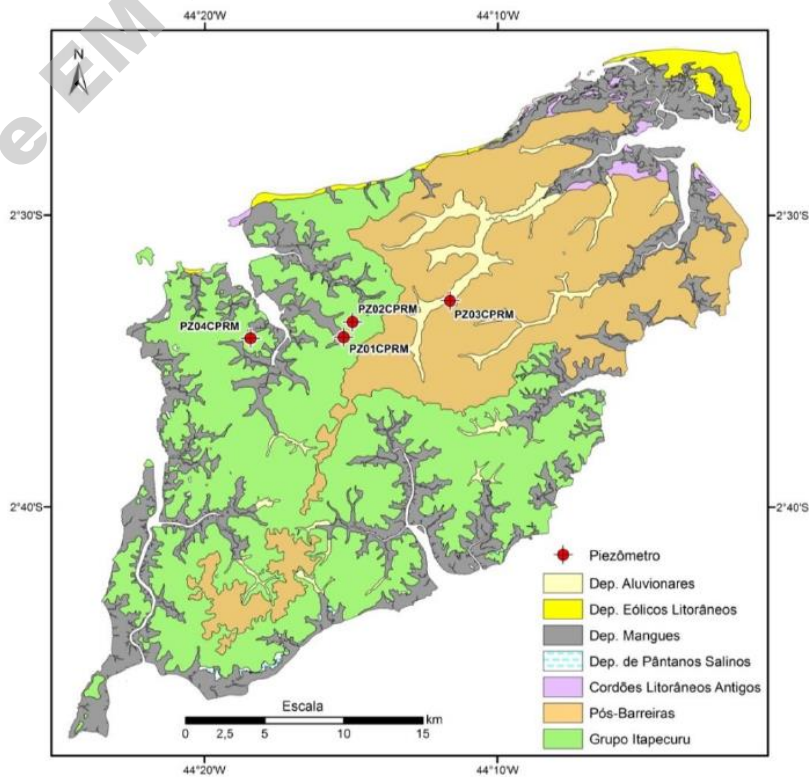 e EM
44°20'W
44°10'W
N
2°30'S
2°30'S
PZ02CPRM
PZ04CPRM
PZ03CPRM
PZ01CPRM
2°40'S
2°40'S
Piezômetro
Dep. Aluvionares
Dep. Eólicos Litorâneos
Dep. Mangues
Dep. de Pântanos Salinos
Cordões Litorâneos Antigos
Pós-Barreiras
Grupo Itapecuru
Escala
km
0 2,5 5 10 15
44°20'W
44°10'W